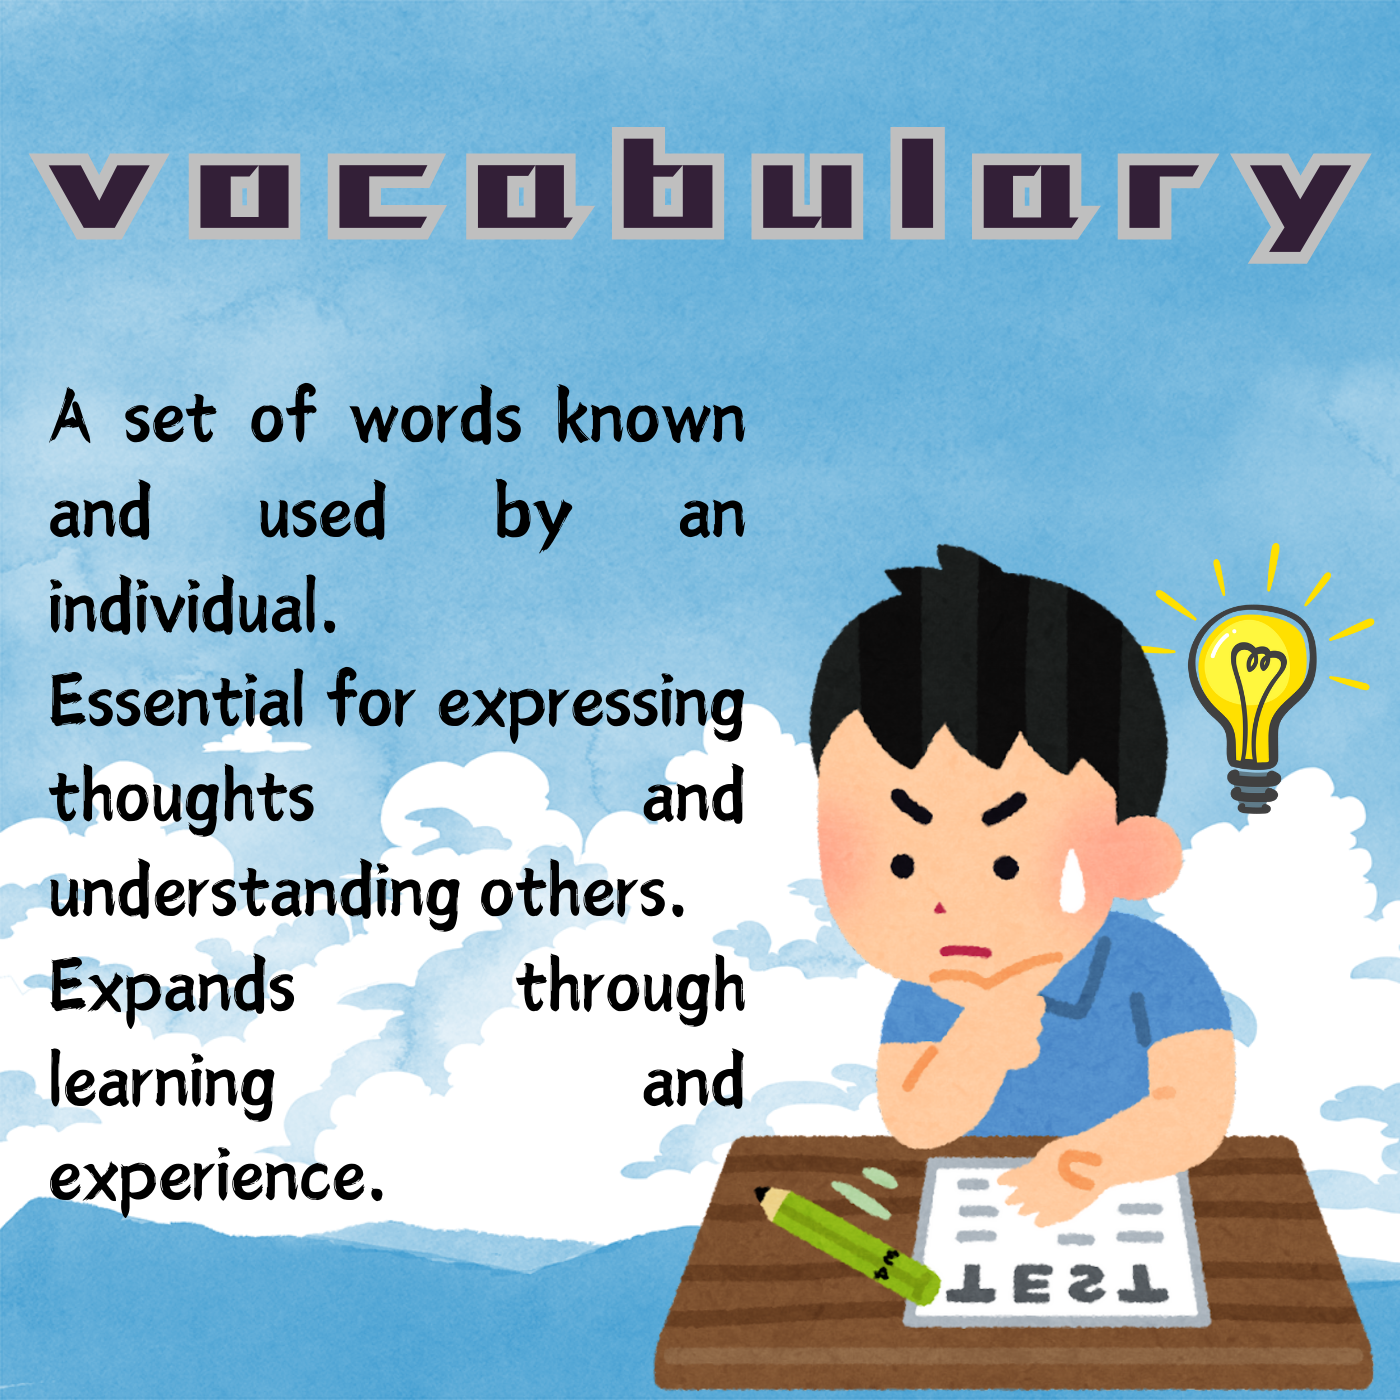 vocabulary
A set of words known
and used by an
individual.
Essential for expressing
thoughts and
understanding others.
Expands through
learning and
experience.
TEST